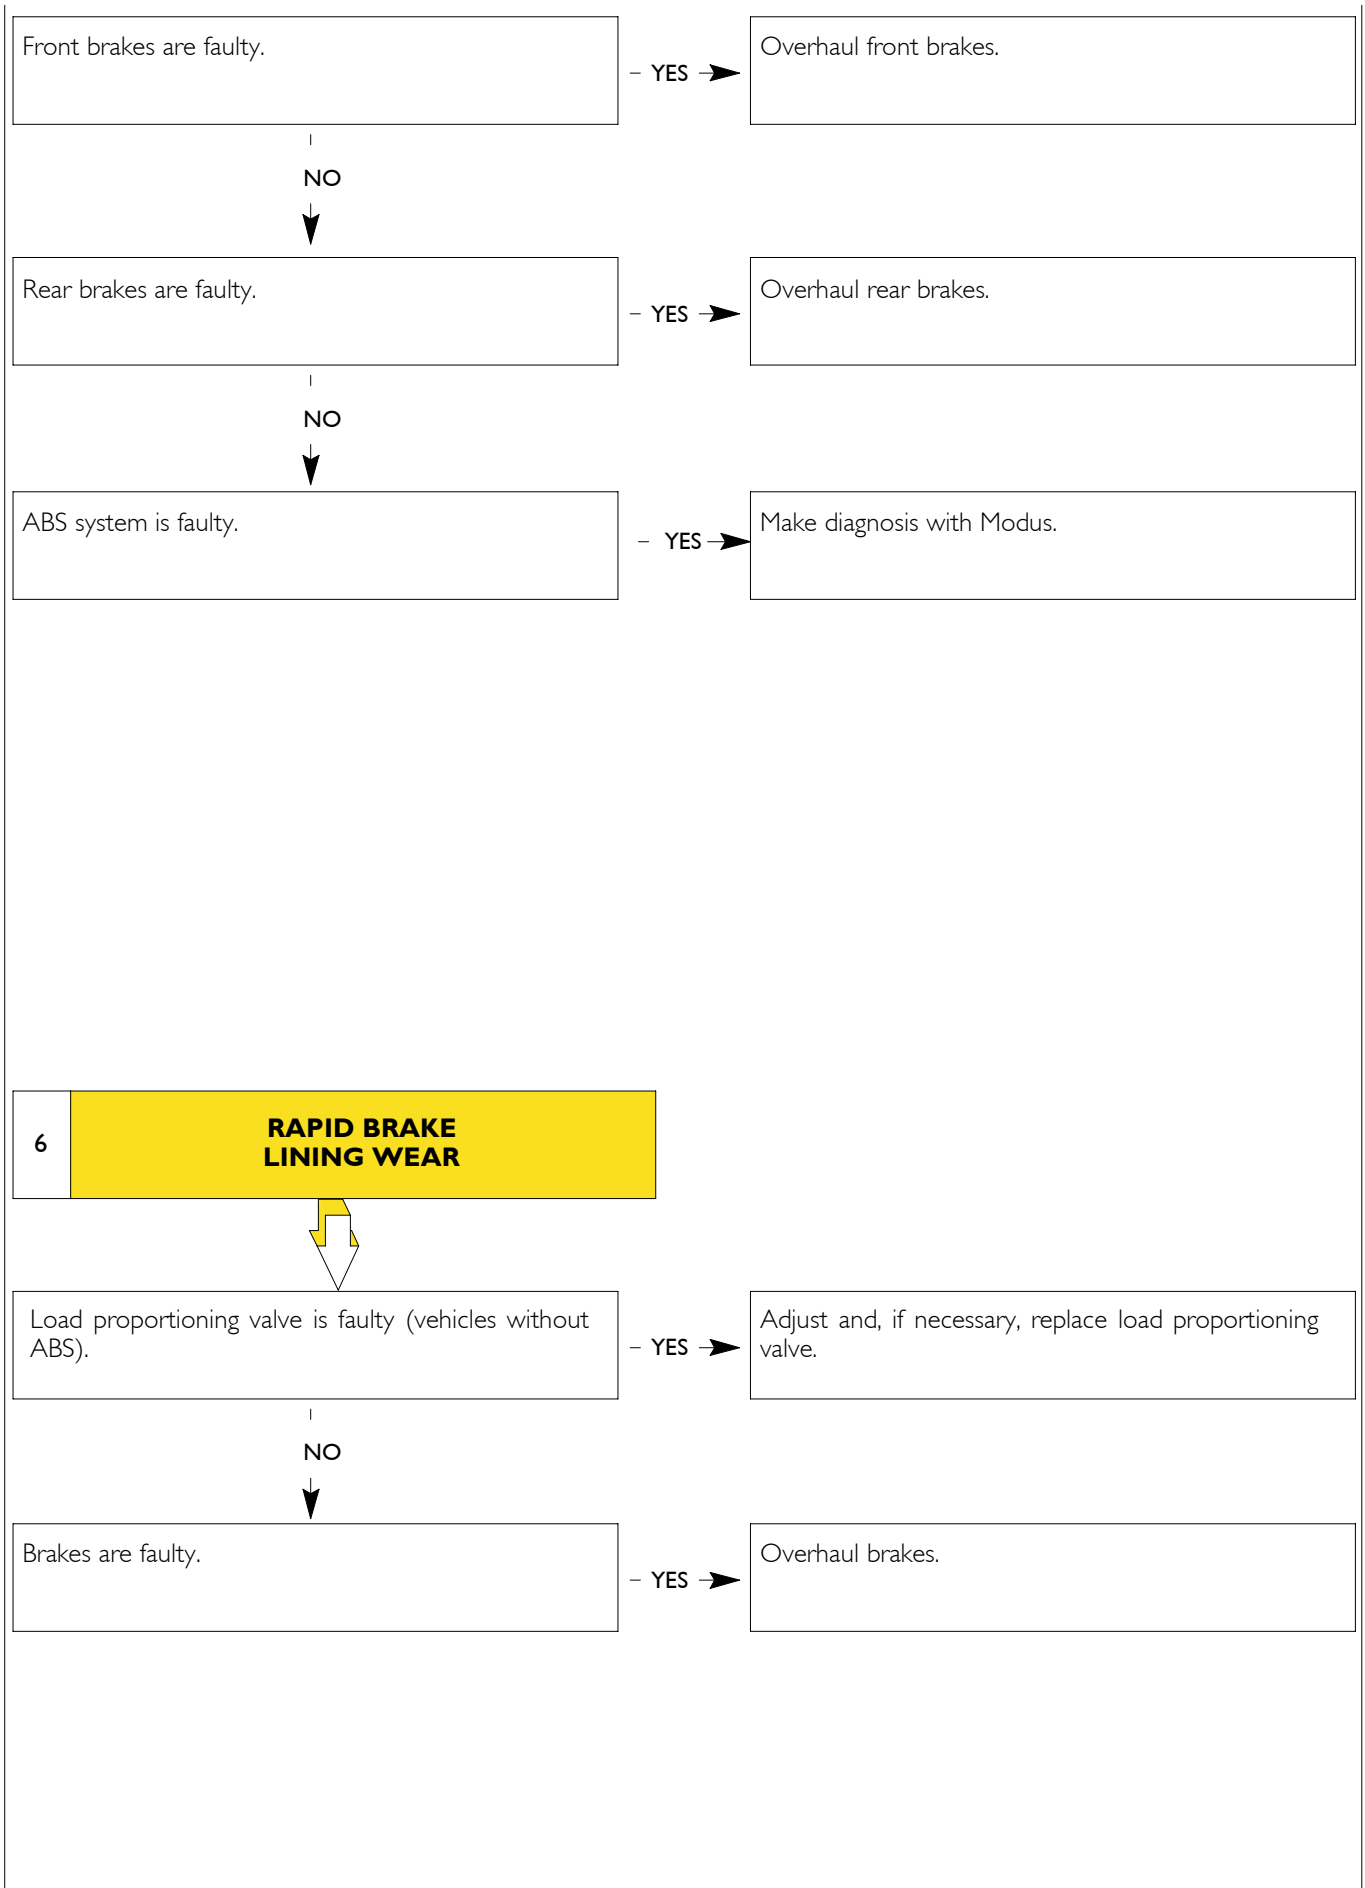 Front brakes are faulty.
YES
Overhaul front brakes.
NO
Rear brakes are faulty.
YES
Overhaul rear brakes.
NO
ABS system is faulty.
YES
Make diagnosis with Modus.
6
RAPID BRAKE
LINING WEAR
Load proportioning valve is faulty (vehicles without
ABS).
YES
Adjust and, if necessary, replace load proportioning
valve.
NO
Brakes are faulty.
YES
Overhaul brakes.